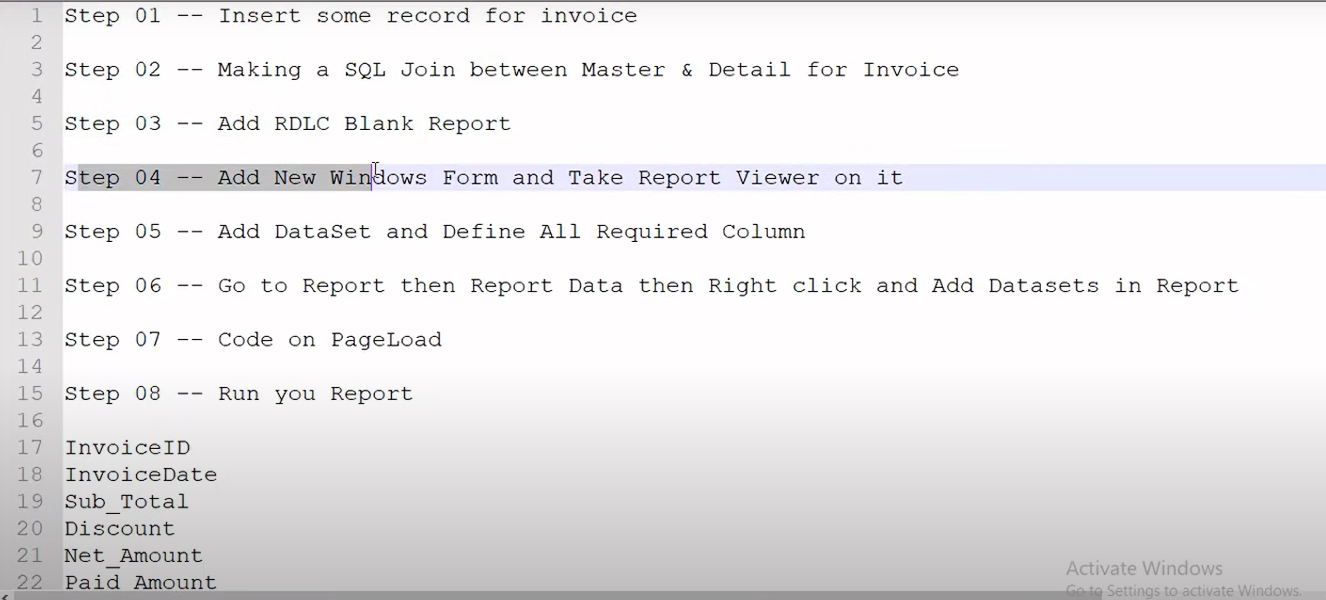 1 Step 01 -- Insert some record for invoice
2
3 Step 02 -- Making a SQL Join between Master & Detail for Invoice
4
5 Step 03 -- Add RDLC Blank Report
6
7 Step 04 -- Add New Windows Form and Take Report Viewer on it
8
9 Step 05 -- Add DataSet and Define All Required Column
10
11 Step 06 -- Go to Report then Report Data then Right click and Add Datasets in Report
12
13 Step 07 -- Code on PageLoad
14
15 Step 08 -- Run you Report
16
17 InvoiceID
18 InvoiceDate
19 Sub_Total
20 Discount
21 Net_Amount
22 Paid_Amount
Activate Windows
Go to Settings to activate Windows.